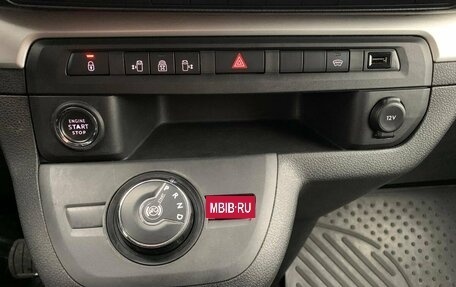 ENGINE
START
STOP
12V
P
R
N
D
MBIB·RU